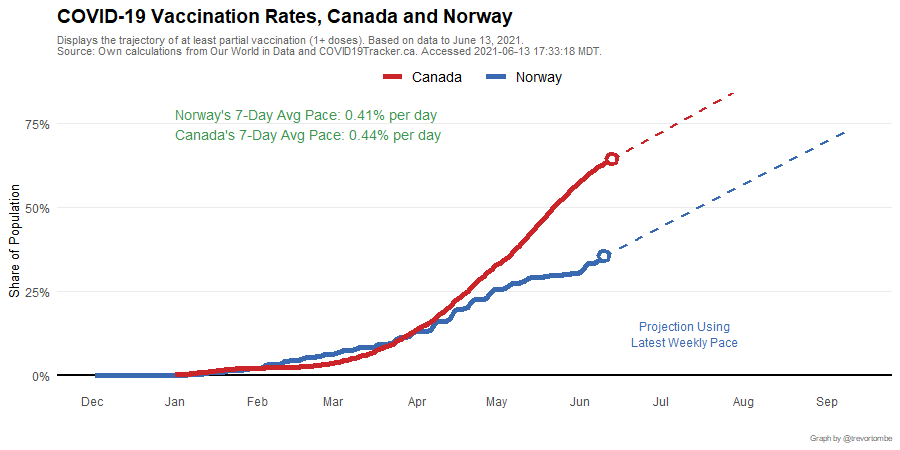 COVID-19 Vaccination Rates, Canada and Norway
Displays the trajectory of at least partial vaccination (1+ doses). Based on data to June 13, 2021.
Source: Own calculations from Our World in Data and COVID19Tracker.ca. Accessed 2021-06-13 17:33:18 MDT.
Canada Norway
Norway's 7-Day Avg Pace: 0.41% per day
Canada's 7-Day Avg Pace: 0.44% per day
75%
50%
25%
0%
Share of Population
Projection Using
Latest Weekly Pace
Dec Jan Feb Mar Apr May Jun Jul Aug Sep
Graph by @trevortombe